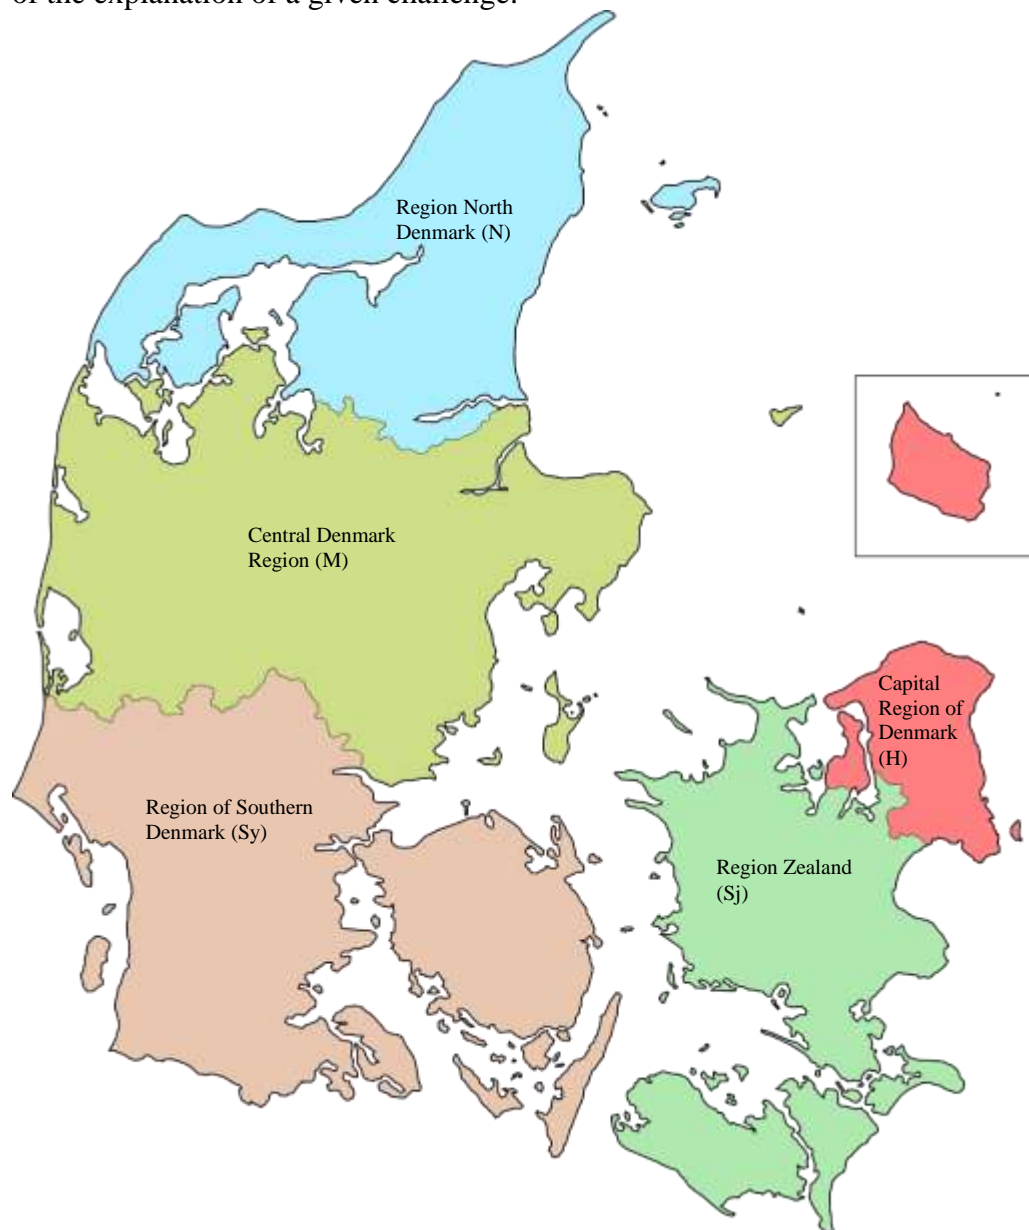 of the explanation of a given challenge.
Region North
Denmark (N)
Central Denmark
Region (M)
Capital
Region of
Denmark
(H)
Region of Southern
Denmark (Sy)
Region Zealand
(Sj)